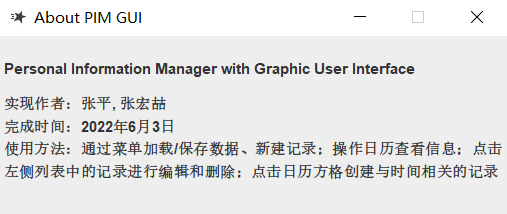 About PIM GUI
Personal Information Manager with Graphic User Interface
实现作者：张平,张宏喆
完成时间：2022年6月3日
使用方法：通过菜单加载/保存数据、新建记录；操作日历查看信息；点击
左侧列表中的记录进行编辑和删除；点击日历方格创建与时间相关的记录